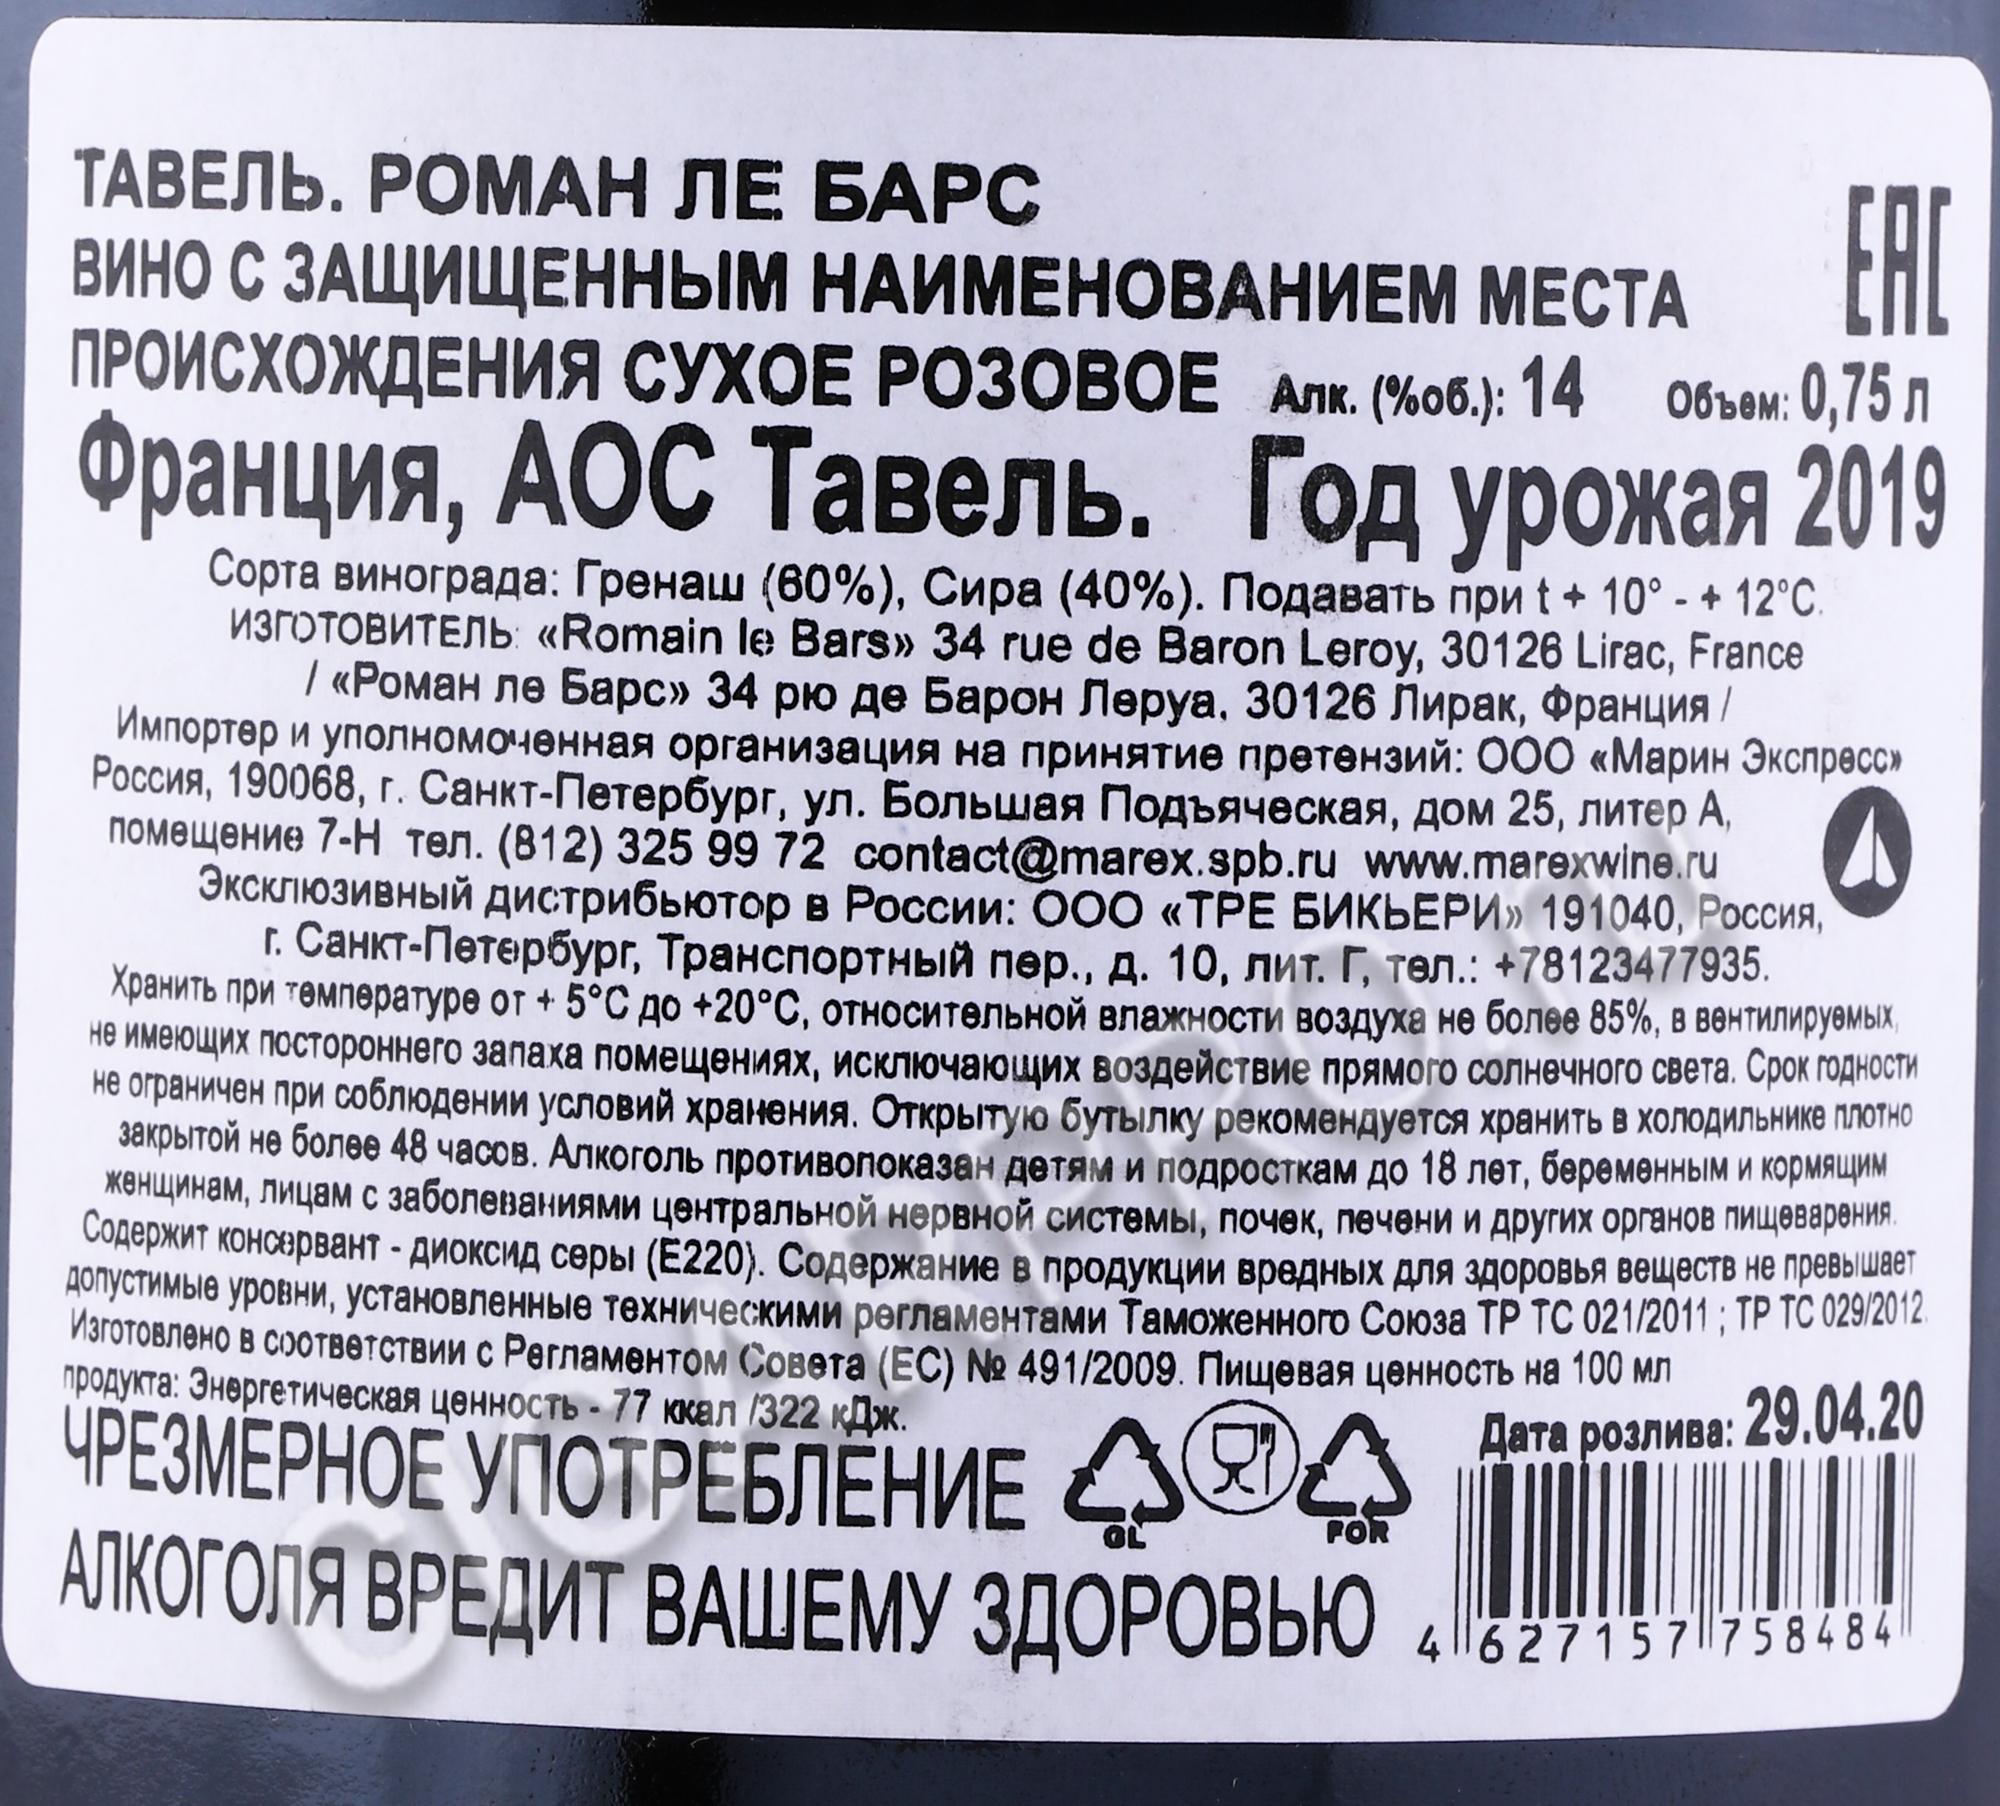 ТАВЕЛЬ. РОМАН ЛЕ БАРС
EAC
ВИНО С ЗАЩИЩЕННЫМ НАИМЕНОВАНИЕМ МЕСТА
ПРОИСХОЖДЕНИЯ СУХОЕ РОЗОВОЕ Алк. (%об.): 14 Объем: 0,75 л
Франция, АОС Тавель. Год урожая 2019
Сорта винограда: Гренаш (60%), Сира (40%). Подавать при t + 10° - + 12°С.
ИЗГОТОВИТЕЛЬ: «Romain le Bars» 34 rue de Baron Leroy, 30126 Lirac, France
/ «Роман ле Барс» 34 рю де Барон Леруа, 30126 Лирак, Франция /
Импортер и уполномоченная организация на принятие претензий: ООО «Марин Экспресс»
Россия, 190068, г. Санкт-Петербург, ул. Большая Подъяческая, дом 25, литер А,
помещение 7-Н тел. (812) 325 99 72 contact@marex.spb.ru www.marexwine.ru
Эксклюзивный дистрибьютор в России: ООО «ТРЕ БИКЬЕРИ» 191040, Россия,
г. Санкт-Петербург, Транспортный пер., д. 10, лит. Г, тел.: +78123477935.
Хранить при температуре от + 5°С до +20°С, относительной влажности воздуха не более 85%, в вентилируемых,
не имеющих постороннего запаха помещениях, исключающих воздействие прямого солнечного света. Срок годности
не ограничен при соблюдении условий хранения. Открытую бутылку рекомендуется хранить в холодильнике плотно
закрытой не более 48 часов. Алкоголь противопоказан детям и подросткам до 18 лет, беременным и кормящим
женщинам, лицам с заболеваниями центральной нервной системы, почек, печени и других органов пищеварения.
Содержит консервант - диоксид серы (Е220). Содержание в продукции вредных для здоровья веществ не превышает
допустимые уровни, установленные техническими регламентами Таможенного Союза ТР ТС 021/2011 ; ТР ТС 029/2012.
Изготовлено в соответствии с Регламентом Совета (ЕС) № 491/2009. Пищевая ценность на 100 мл
продукта: Энергетическая ценность - 77 ккал /322 кДж.
Дата розлива: 29.04.20
ЧРЕЗМЕРНОЕ УПОТРЕБЛЕНИЕ
АЛКОГОЛЯ ВРЕДИТ ВАШЕМУ ЗДОРОВЬЮ
GL
FOR
4 627157 758484
CIGARPRO.ru